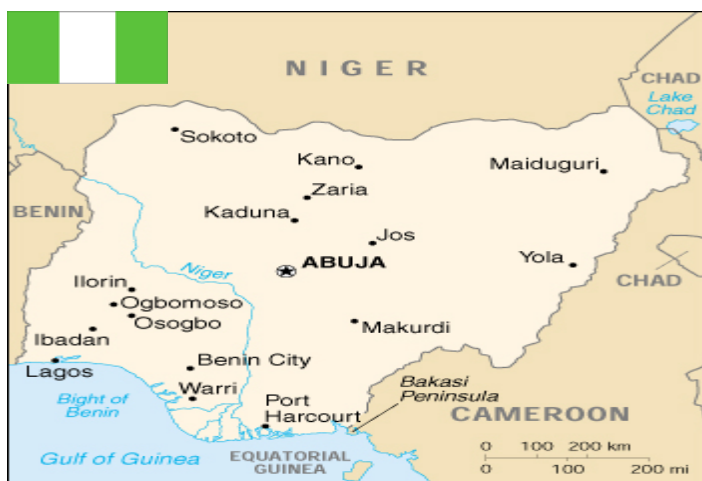 NIGER
CHAD
Lake
Chad
Sokoto
Kano
Maiduguri
Zaria
BENIN
Kaduna
Jos
ABUJA
Yola
Niger
CHAD
Ilorin
Ogbomoso
Osogbo
Makurdi
Ibadan
Lagos
Benin City
Bakasi
Peninsula
Warri
Port
Harcourt
Bight of
Benin
CAMEROON
Gulf of Guinea
EQUATORIAL
GUINEA
0 100 200 km
0 100 200 mi